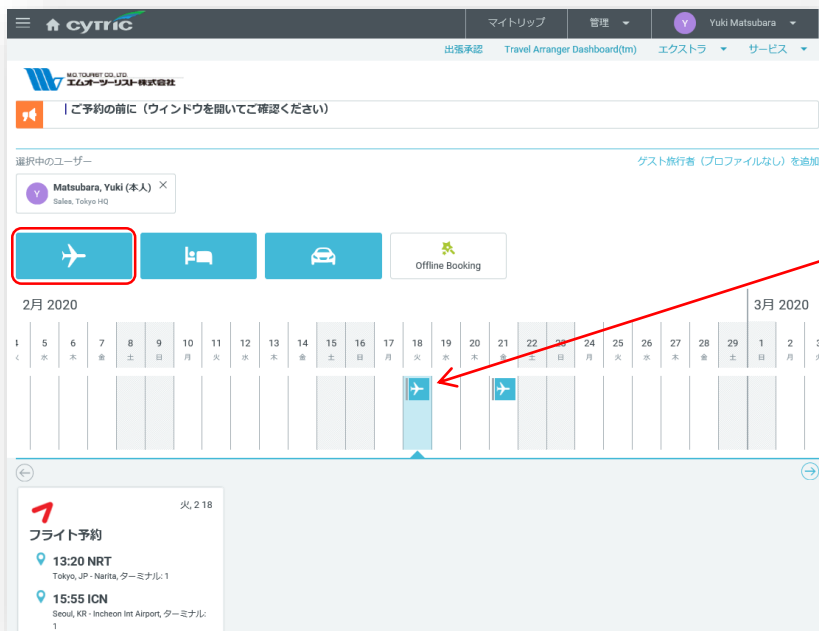 cytric
マイトリップ 管理 Y Yuki Matsubara
出張承認 Travel Arranger Dashboard(tm) エクストラ サービス
M.O. TOURIST CO., LTD.
エムオーツーリスト株式会社
| ご予約の前に（ウィンドウを開いてご確認ください）
選択中のユーザー ゲスト旅行者（プロファイルなし）を追加
Y Matsubara, Yuki (本人) ×
Sales, Tokyo HQ
Offline Booking
2月 2020 3月 2020
5 6 7 8 9 10 11 12 13 14 15 16 17 18 19 20 21 22 23 24 25 26 27 28 29 1 2
水 木 金 土 日 月 火 水 木 金 土 日 月 火 水 木 金 土 日 月 火 水 木 金 土 日 月
火, 2 18
フライト予約
13:20 NRT
Tokyo, JP - Narita, ターミナル: 1
15:55 ICN
Seoul, KR - Incheon Int Airport, ターミナル:
1